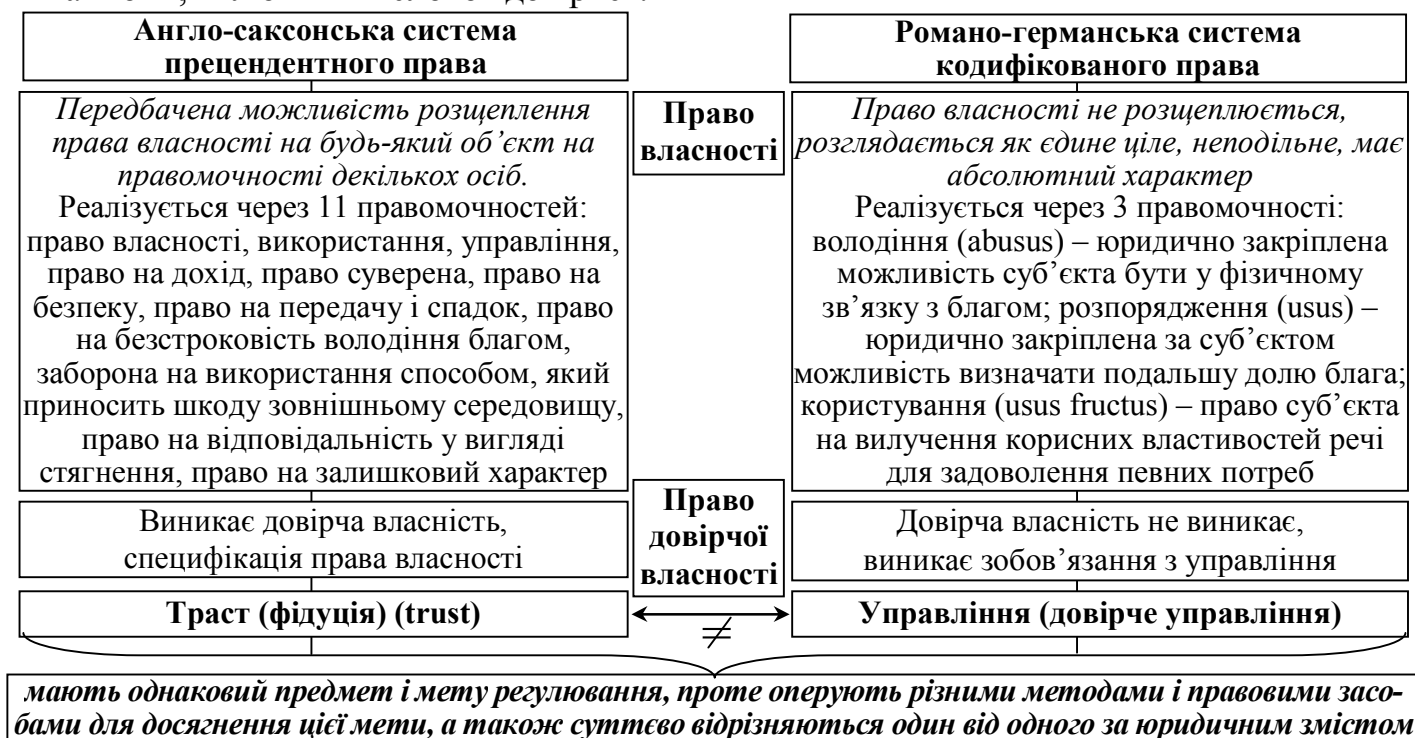 Англо-саксонська система
прецендентного права
Романо-германська система
кодифікованого права
Передбачена можливість розщеплення
права власності на будь-який об’єкт на
правомочності декількох осіб.
Реалізується через 11 правомочностей:
право власності, використання, управління,
право на дохід, право суверена, право на
безпеку, право на передачу і спадок, право
на безстроковість володіння благом,
заборона на використання способом, який
приносить шкоду зовнішньому середовищу,
право на відповідальність у вигляді
стягнення, право на залишковий характер
Право
власності
Право власності не розщеплюється,
розглядається як єдине ціле, неподільне, має
абсолютний характер
Реалізується через 3 правомочності:
володіння (abusus) – юридично закріплена
можливість суб’єкта бути у фізичному
зв’язку з благом; розпорядження (usus) –
юридично закріплена за суб’єктом
можливість визначати подальшу долю блага;
користування (usus fructus) – право суб’єкта
на вилучення корисних властивостей речі
для задоволення певних потреб
Виникає довірча власність,
специфікація права власності
Право
довірчої
власності
Довірча власність не виникає,
виникає зобов’язання з управління
Траст (фідуція) (trust)
≠
Управління (довірче управління)
мають однаковий предмет і мету регулювання, проте оперують різними методами і правовими засо-
бами для досягнення цієї мети, а також суттєво відрізняються один від одного за юридичним змістом